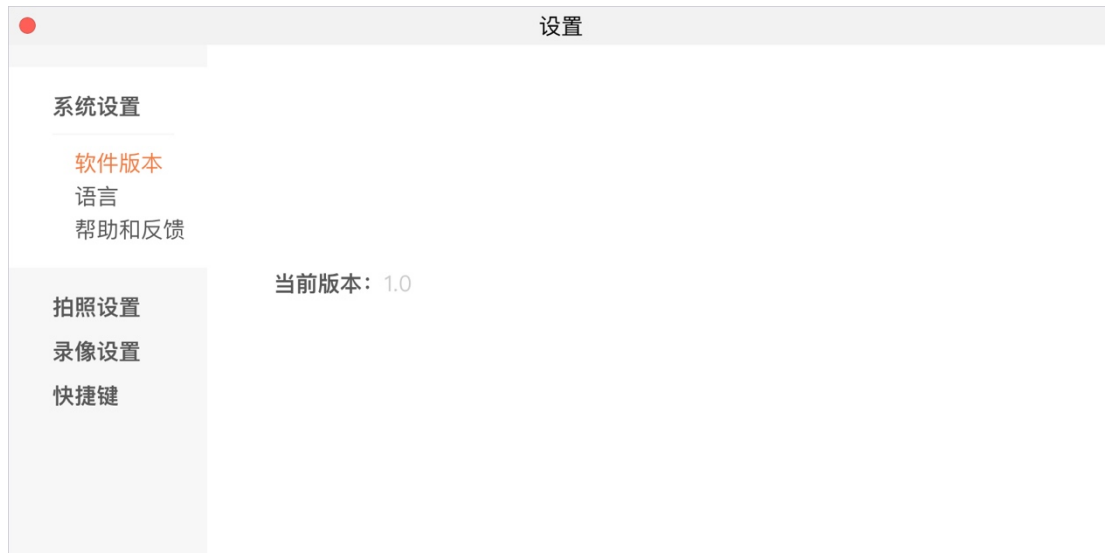 设置
系统设置
软件版本
语言
帮助和反馈
当前版本：1.0
拍照设置
录像设置
快捷键